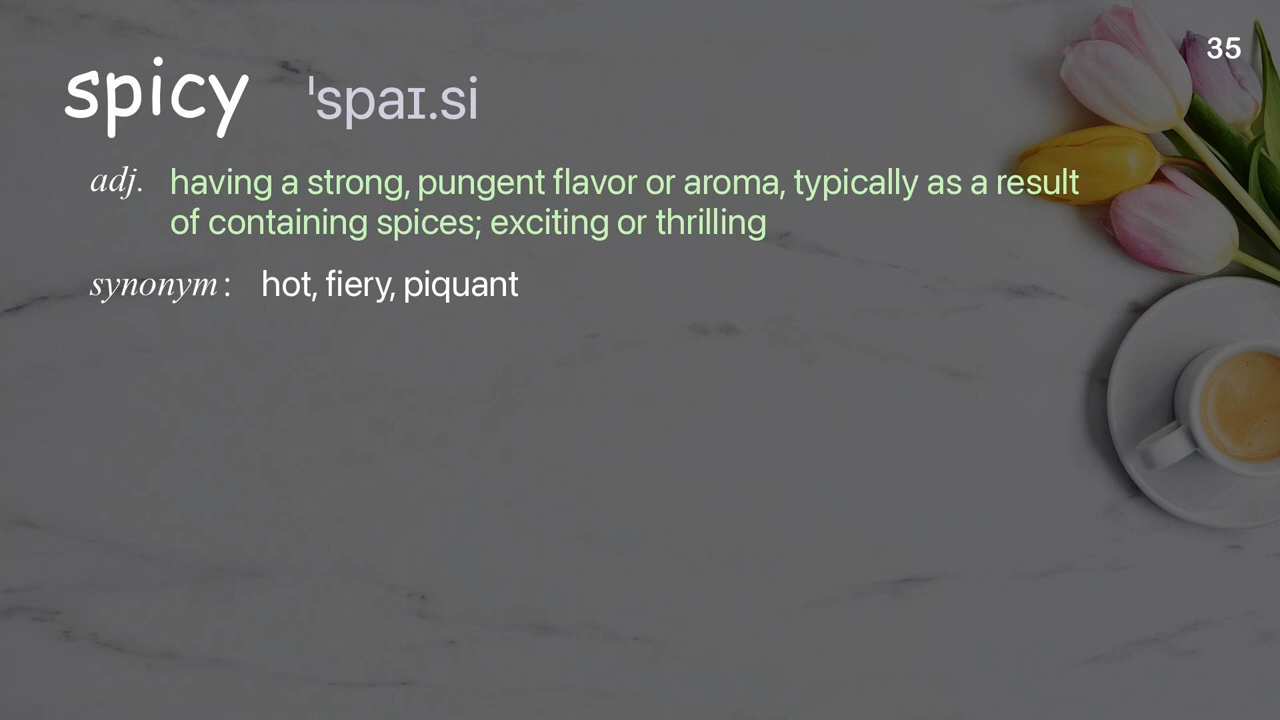 35
spicy ˈspaɪ.si
adj. having a strong, pungent flavor or aroma, typically as a result
of containing spices; exciting or thrilling
synonym: hot, fiery, piquant